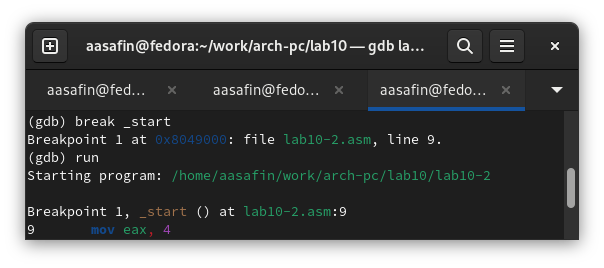 aasafin@fedora:~/work/arch-pc/lab10 — gdb la…
aasafin@fed… × aasafin@fedo… × aasafin@fedo… ×
(gdb) break _start
Breakpoint 1 at 0x8049000: file lab10-2.asm, line 9.
(gdb) run
Starting program: /home/aasafin/work/arch-pc/lab10/lab10-2
Breakpoint 1, _start () at lab10-2.asm:9
9       mov eax, 4